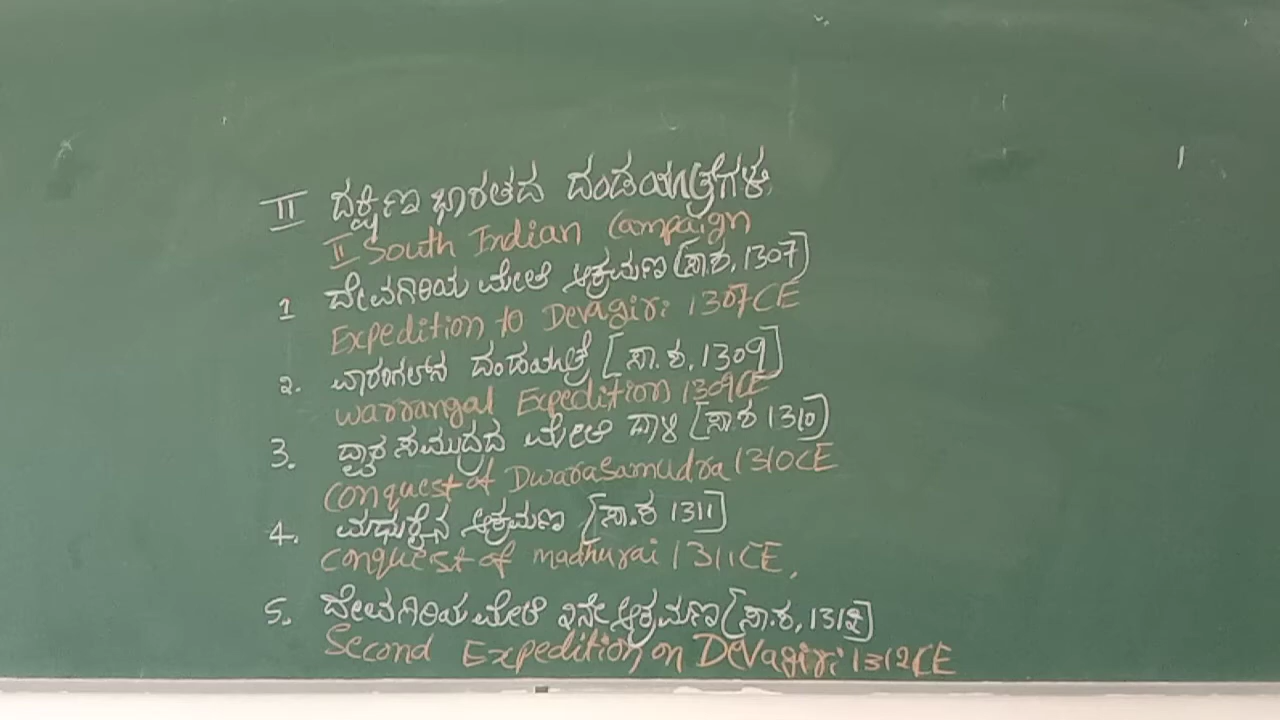 II ದಕ್ಷಿಣ ಭಾರತದ ದಂಡಯಾತ್ರೆಗಳು
II South Indian Campaign
1 ದೇವಗಿರಿಯ ಮೇಲೆ ಆಕ್ರಮಣ [ಸಾ.ಶ, 1307]
Expedition to Devagiri 1307CE
೨. ವಾರಂಗಲ್‌ನ ದಂಡಯಾತ್ರೆ [ಸಾ.ಶ, 1309]
Warrangal Expedition 1309CE
3. ದ್ವಾರಸಮುದ್ರದ ಮೇಲೆ ದಾಳಿ [ಸಾ.ಶ 1310]
Conquest of Dwarasamudra 1310CE
4. ಮಧುರೈನ ಆಕ್ರಮಣ [ಸಾ.ಶ 1311]
Conquest of madhurai 1311CE,
5. ದೇವಗಿರಿಯ ಮೇಲೆ ೨ನೇ ಆಕ್ರಮಣ [ಸಾ.ಶ, 1312]
Second Expedition on Devagiri 1312CE